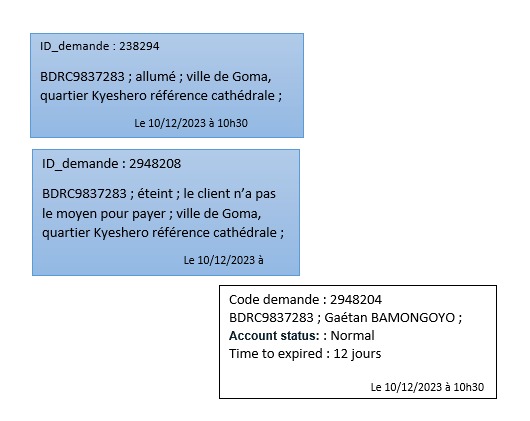 ID_demande : 238294
BDRC9837283 ; allumé ; ville de Goma,
quartier Kyeshero référence cathédrale ;
Le 10/12/2023 à 10h30
ID_demande : 2948208
BDRC9837283 ; éteint ; le client n’a pas
le moyen pour payer ; ville de Goma,
quartier Kyeshero référence cathédrale ;
Le 10/12/2023 à
Code demande : 2948204
BDRC9837283 ; Gaétan BAMONGOYO ;
Account status: : Normal
Time to expired : 12 jours
Le 10/12/2023 à 10h30